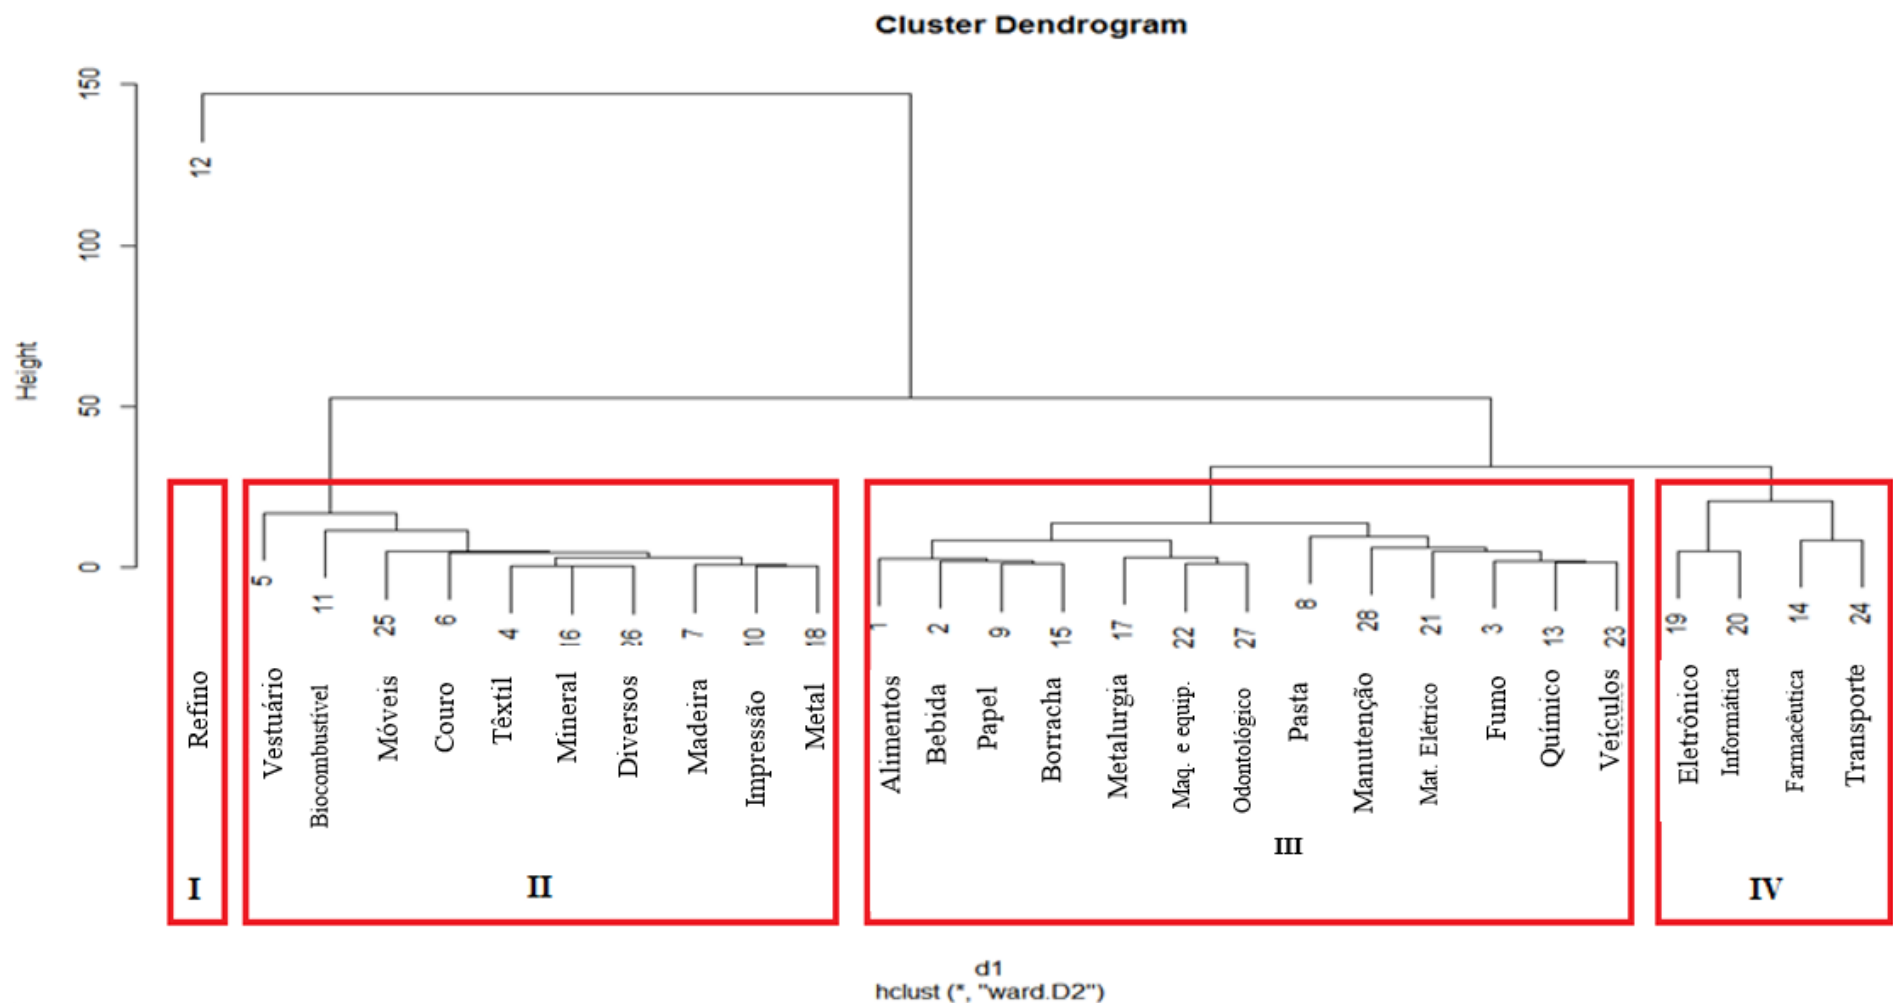 Cluster Dendrogram
Height
150
100
50
0
12
5
11
25
6
4
16
26
7
10
18
1
2
9
15
17
22
27
8
28
21
3
13
23
19
20
14
24
Refino
Vestuário
Biocombustível
Móveis
Couro
Têxtil
Mineral
Diversos
Madeira
Impressão
Metal
Alimentos
Bebida
Papel
Borracha
Metalurgia
Maq. e equip.
Odontológico
Pasta
Manutenção
Mat. Elétrico
Fumo
Químico
Veículos
Eletrônico
Informática
Farmacêutica
Transporte
I
II
III
IV
d1
hclust (*, "ward.D2")